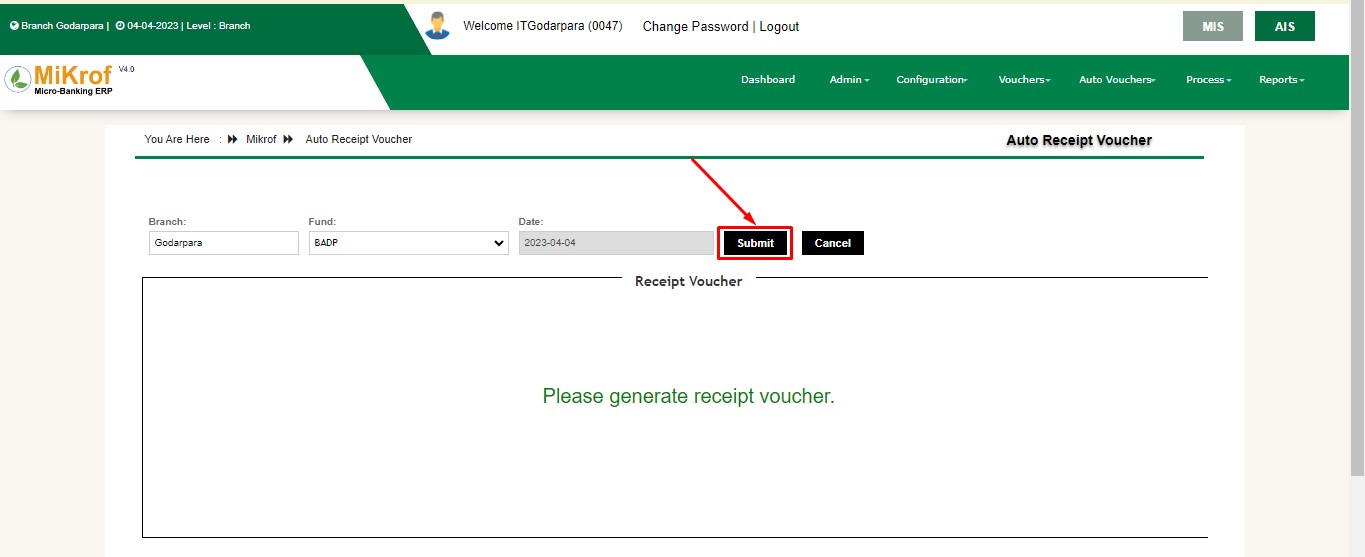 Branch Godarpara | 04-04-2023 | Level : Branch
Welcome ITGodarpara (0047) Change Password | Logout
MIS AIS
MiKrof V4.0
Micro-Banking ERP
Dashboard Admin Configuration Vouchers Auto Vouchers Process Reports
You Are Here : Mikrof Auto Receipt Voucher
Auto Receipt Voucher
Branch: Fund: Date:
Godarpara BADP 2023-04-04 Submit Cancel
Receipt Voucher
Please generate receipt voucher.